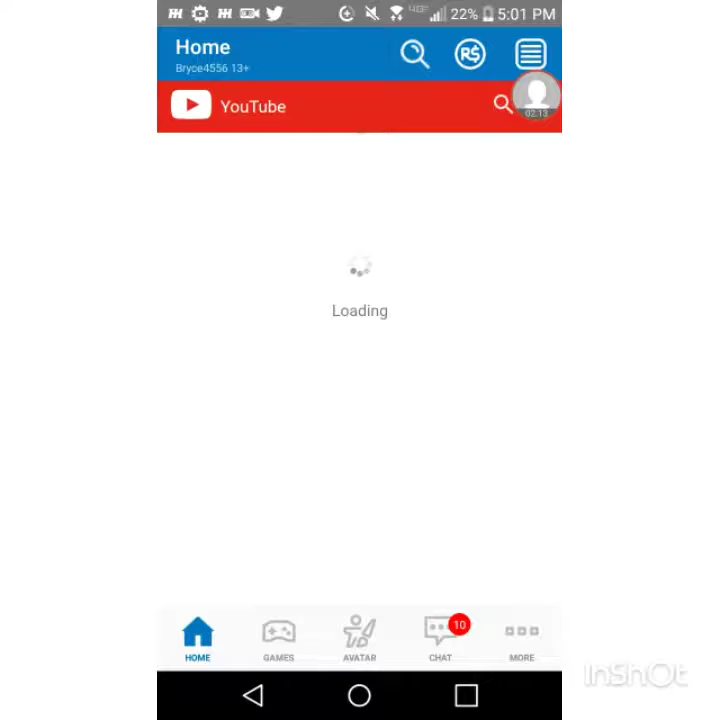 22% 5:01 PM
Home
Bryce4556 13+
R$
YouTube
02:13
Loading
10
HOME GAMES AVATAR CHAT MORE
InShOt